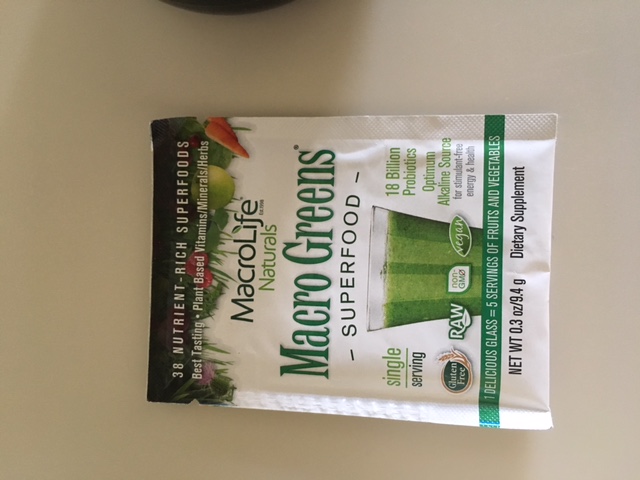 38 NUTRIENT-RICH SUPERFOODS
Best Tasting • Plant Based Vitamins/Minerals/Herbs
MacroLife
Naturals
Macro Greens®
– SUPERFOOD –
single
serving
18 Billion
Probiotics
Optimum
Alkaline Source
for stimulant-free
energy & health
Gluten
Free
RAW
non-
GMO
vegan
1 DELICIOUS GLASS = 5 SERVINGS OF FRUITS AND VEGETABLES
NET WT 0.3 oz/9.4 g Dietary Supplement